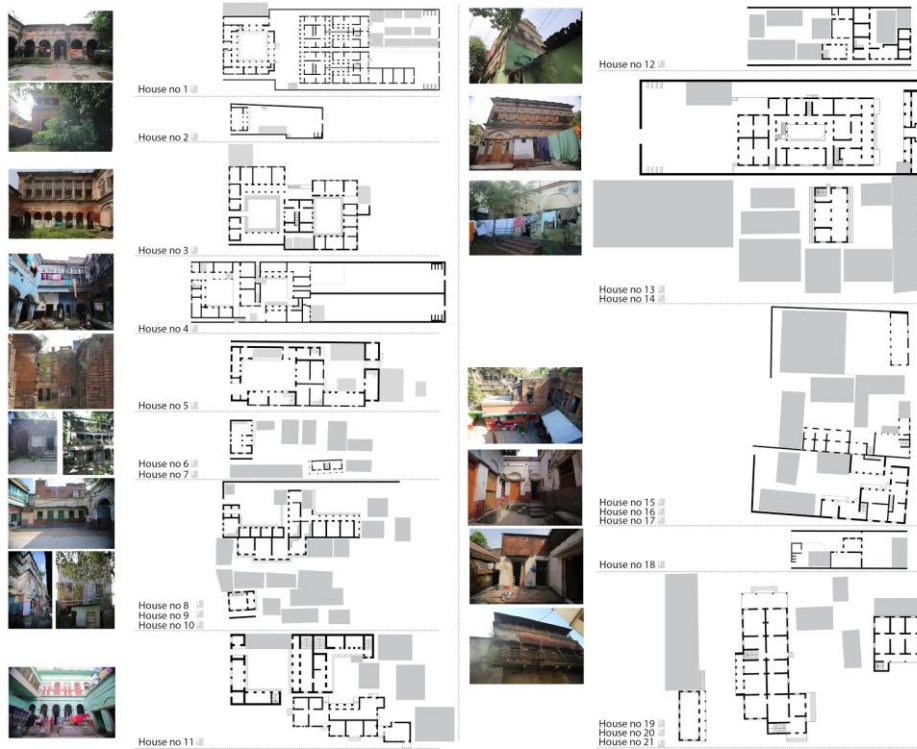 House no 1
House no 2
House no 3
House no 4
House no 5
House no 6
House no 7
House no 8
House no 9
House no 10
House no 11
House no 12
House no 13
House no 14
House no 15
House no 16
House no 17
House no 18
House no 19
House no 20
House no 21